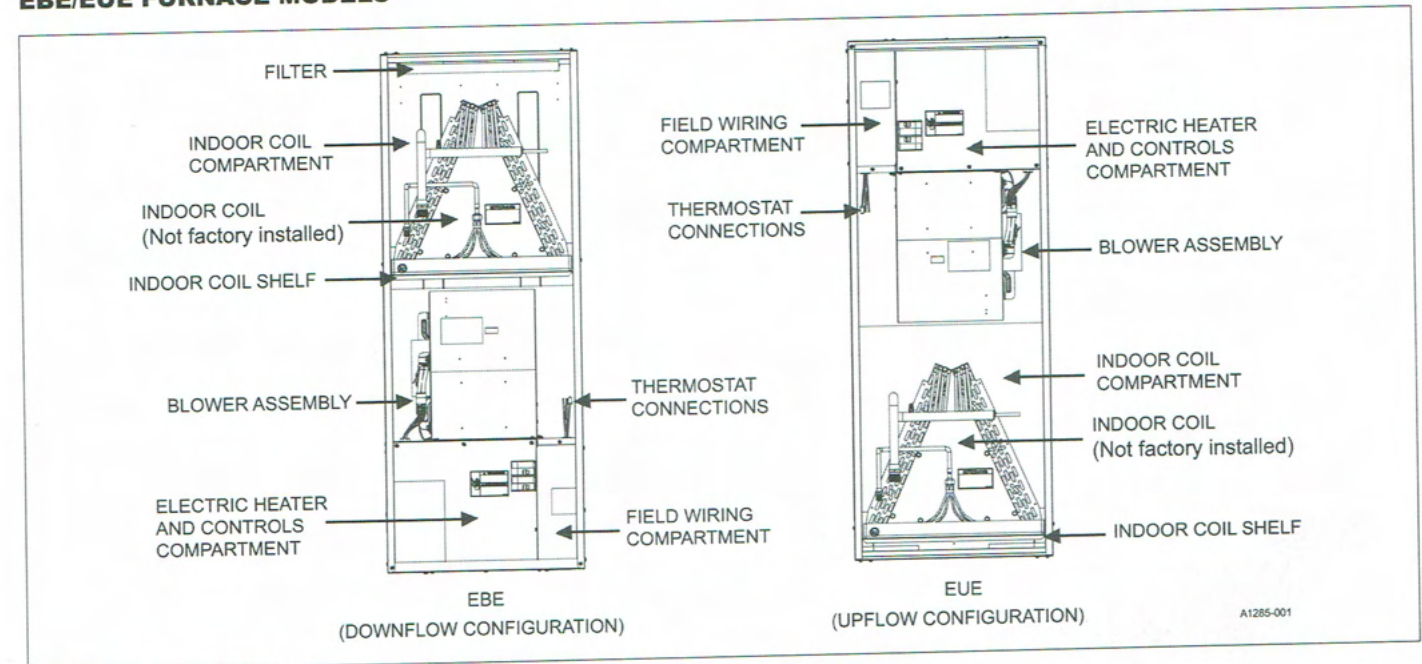 EBE/EUE FURNACE MODELS
FILTER
INDOOR COIL
COMPARTMENT
INDOOR COIL
(Not factory installed)
INDOOR COIL SHELF
BLOWER ASSEMBLY
THERMOSTAT
CONNECTIONS
ELECTRIC HEATER
AND CONTROLS
COMPARTMENT
FIELD WIRING
COMPARTMENT
EBE
(DOWNFLOW CONFIGURATION)
FIELD WIRING
COMPARTMENT
ELECTRIC HEATER
AND CONTROLS
COMPARTMENT
THERMOSTAT
CONNECTIONS
BLOWER ASSEMBLY
INDOOR COIL
COMPARTMENT
INDOOR COIL
(Not factory installed)
INDOOR COIL SHELF
EUE
(UPFLOW CONFIGURATION)
A1285-001